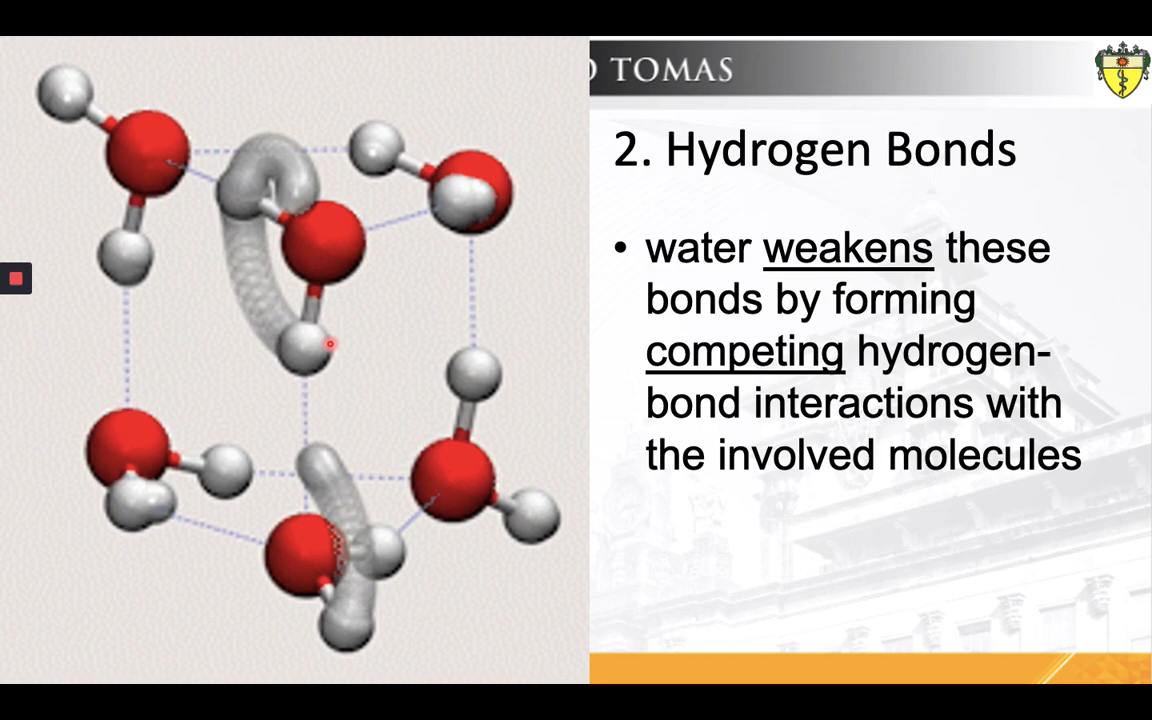 TOMAS
2. Hydrogen Bonds
• water weakens these
bonds by forming
competing hydrogen-
bond interactions with
the involved molecules